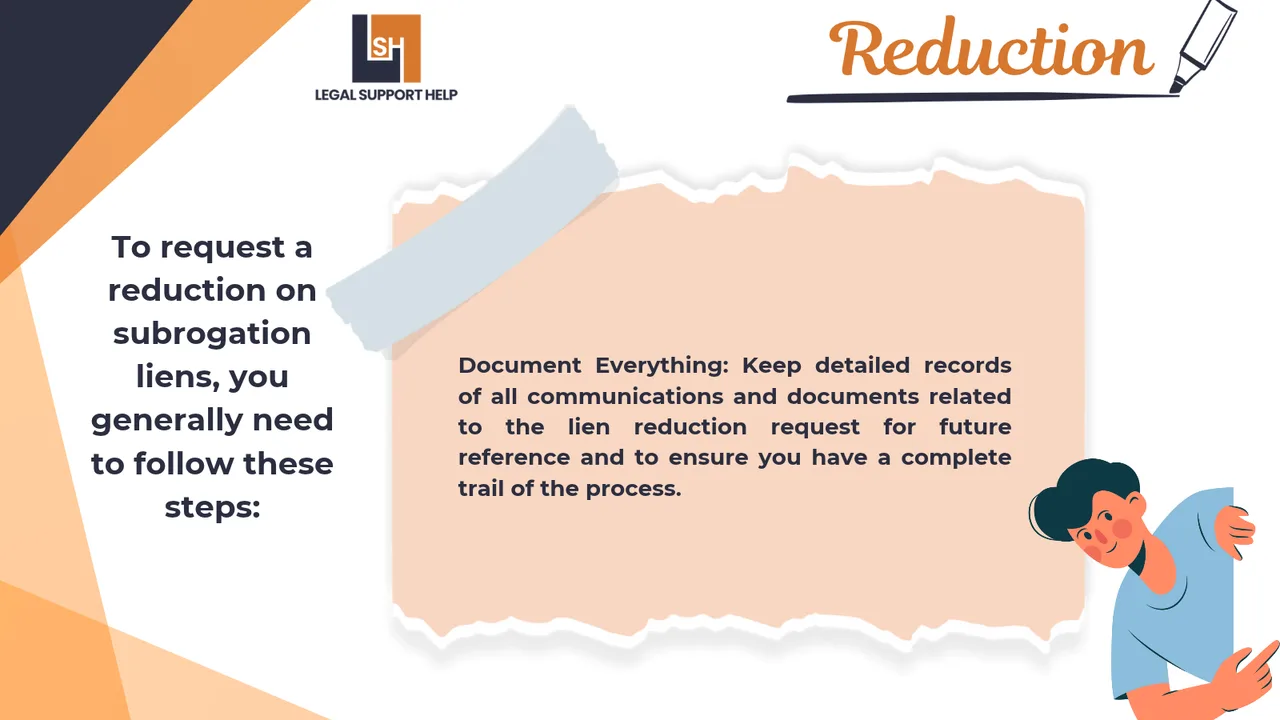 SH
LEGAL SUPPORT HELP
Reduction
To request a
reduction on
subrogation
liens, you
generally need
to follow these
steps:
Document Everything: Keep detailed records
of all communications and documents related
to the lien reduction request for future
reference and to ensure you have a complete
trail of the process.